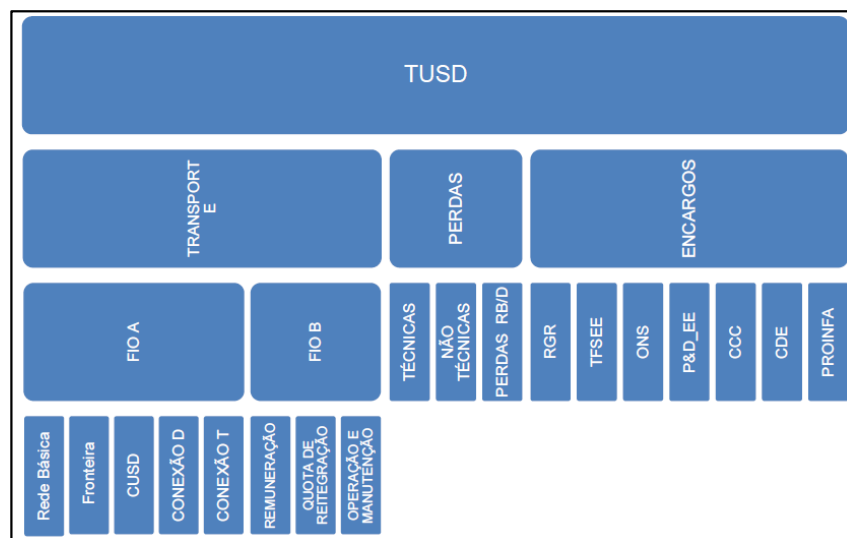 TUSD
TRANSPORT
E
PERDAS
ENCARGOS
FIO A
FIO B
TÉCNICAS
NÃO
TÉCNICAS
PERDAS RB/D
RGR
TFSEE
ONS
P&D_EE
CCC
CDE
PROINFA
Rede Básica
Fronteira
CUSD
CONEXÃO D
CONEXÃO T
REMUNERAÇÃO
QUOTA DE
REITEGRAÇÃO
OPERAÇÃO E
MANUTENÇÃO